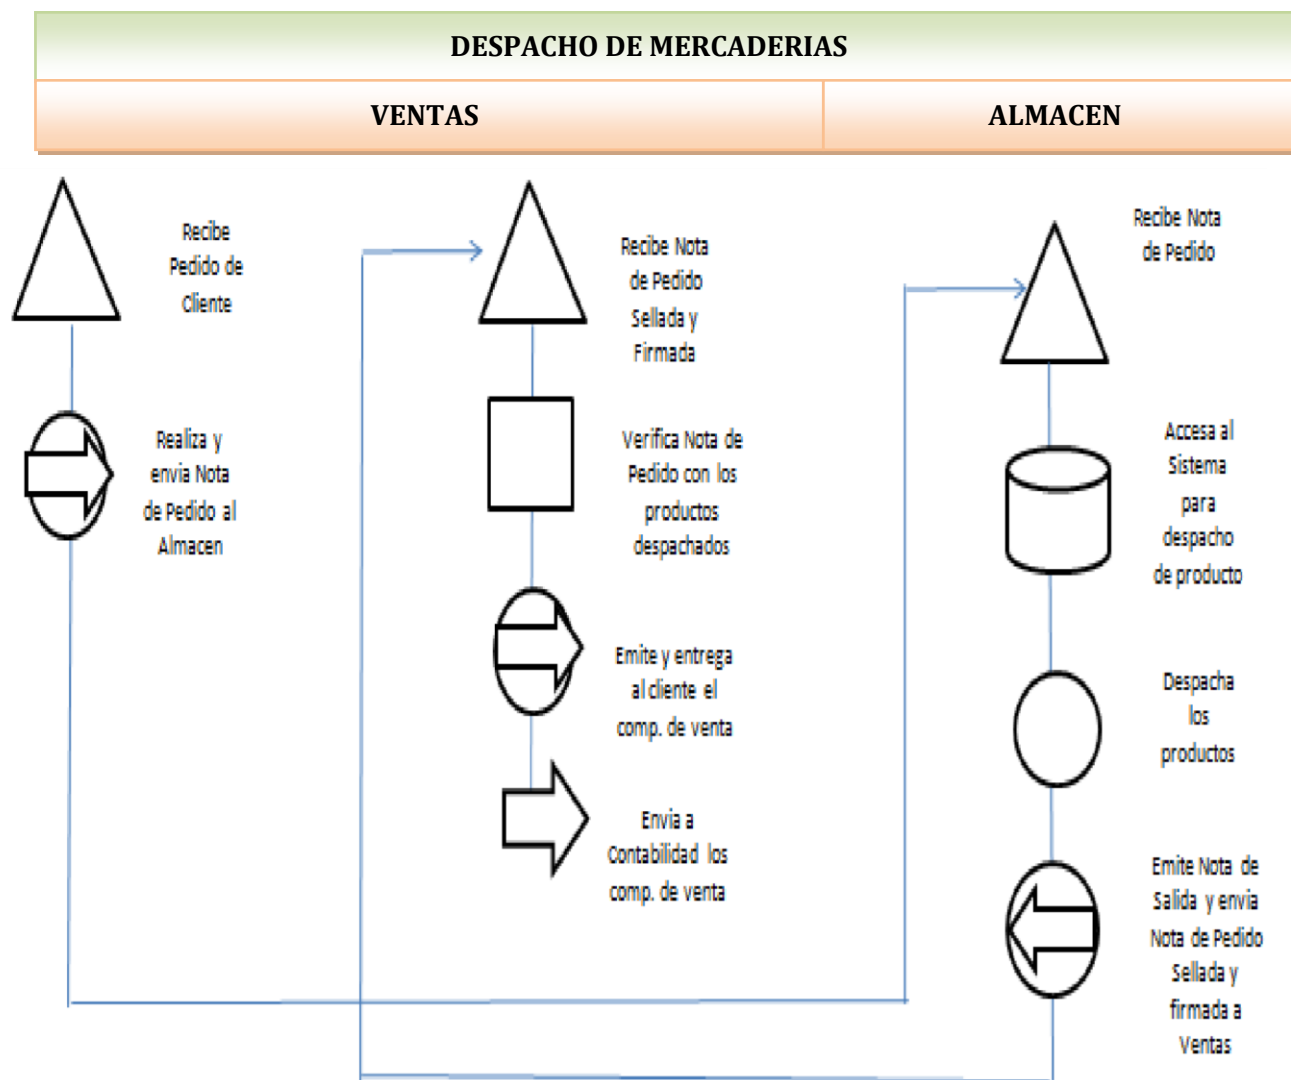 DESPACHO DE MERCADERIAS
VENTAS
ALMACEN
Recibe
Pedido de
Cliente
Realiza y
envia Nota
de Pedido al
Almacen
Recibe Nota
de Pedido
Sellada y
Firmada
Verifica Nota de
Pedido con los
productos
despachados
Emite y entrega
al cliente el
comp. de venta
Envia a
Contabilidad los
comp. de venta
Recibe Nota
de Pedido
Accesa al
Sistema
para
despacho
de producto
Despacha
los
productos
Emite Nota de
Salida y envia
Nota de Pedido
Sellada y
firmada a
Ventas